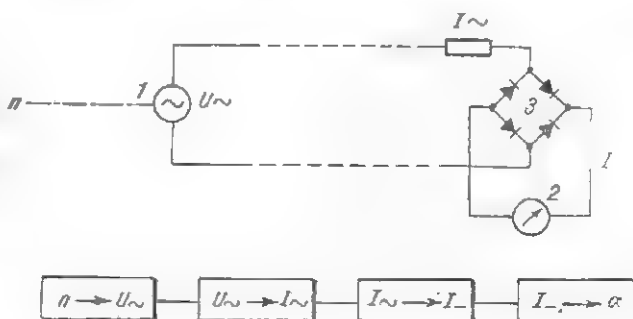 I~
1
n
U~
3
I
2
n → U~
U~ → I~
I~ → I_
I_ → α